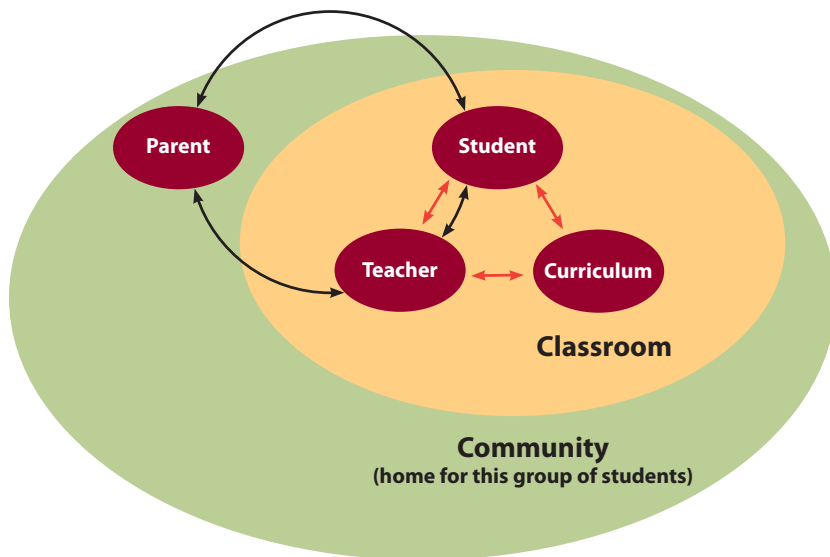 Parent
Student
Teacher
Curriculum
Classroom
Community
(home for this group of students)